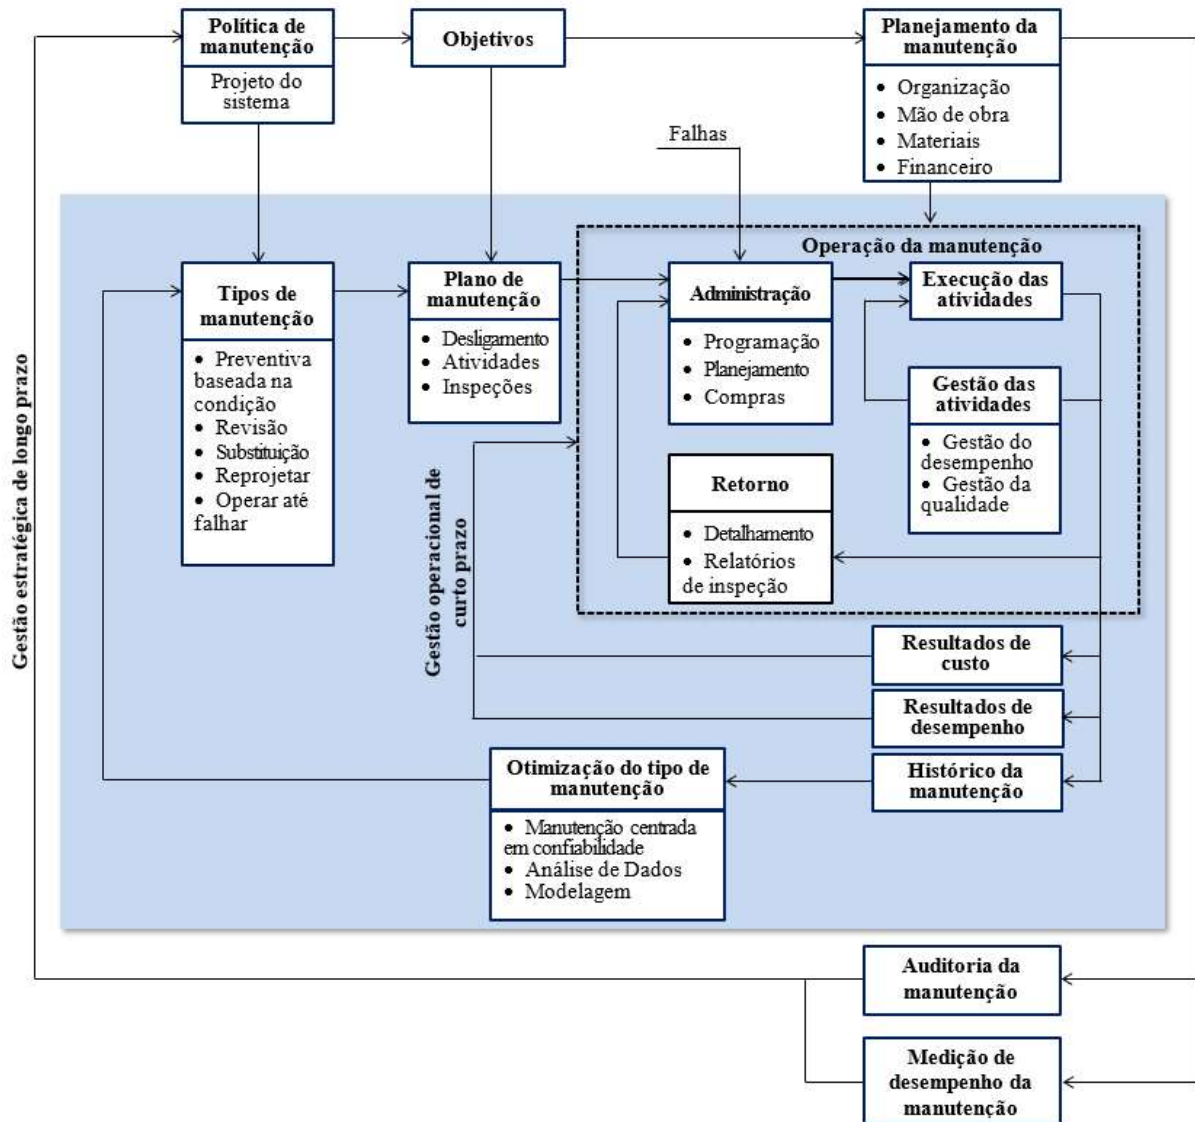 Política de
manutenção
Projeto do
sistema
Objetivos
Planejamento da
manutenção
• Organização
• Mão de obra
• Materiais
• Financeiro
Falhas
Operação da manutenção
Tipos de
manutenção
• Preventiva
baseada na
condição
• Revisão
• Substituição
• Reprojetar
• Operar até
falhar
Plano de
manutenção
• Desligamento
• Atividades
• Inspeções
Administração
• Programação
• Planejamento
• Compras
Execução das
atividades
Gestão das
atividades
• Gestão do
desempenho
• Gestão da
qualidade
Retorno
• Detalhamento
• Relatórios
de inspeção
Gestão estratégica de longo prazo
Gestão operacional de
curto prazo
Resultados de
custo
Resultados de
desempenho
Histórico da
manutenção
Otimização do tipo de
manutenção
• Manutenção centrada
em confiabilidade
• Análise de Dados
• Modelagem
Auditoria da
manutenção
Medição de
desempenho da
manutenção